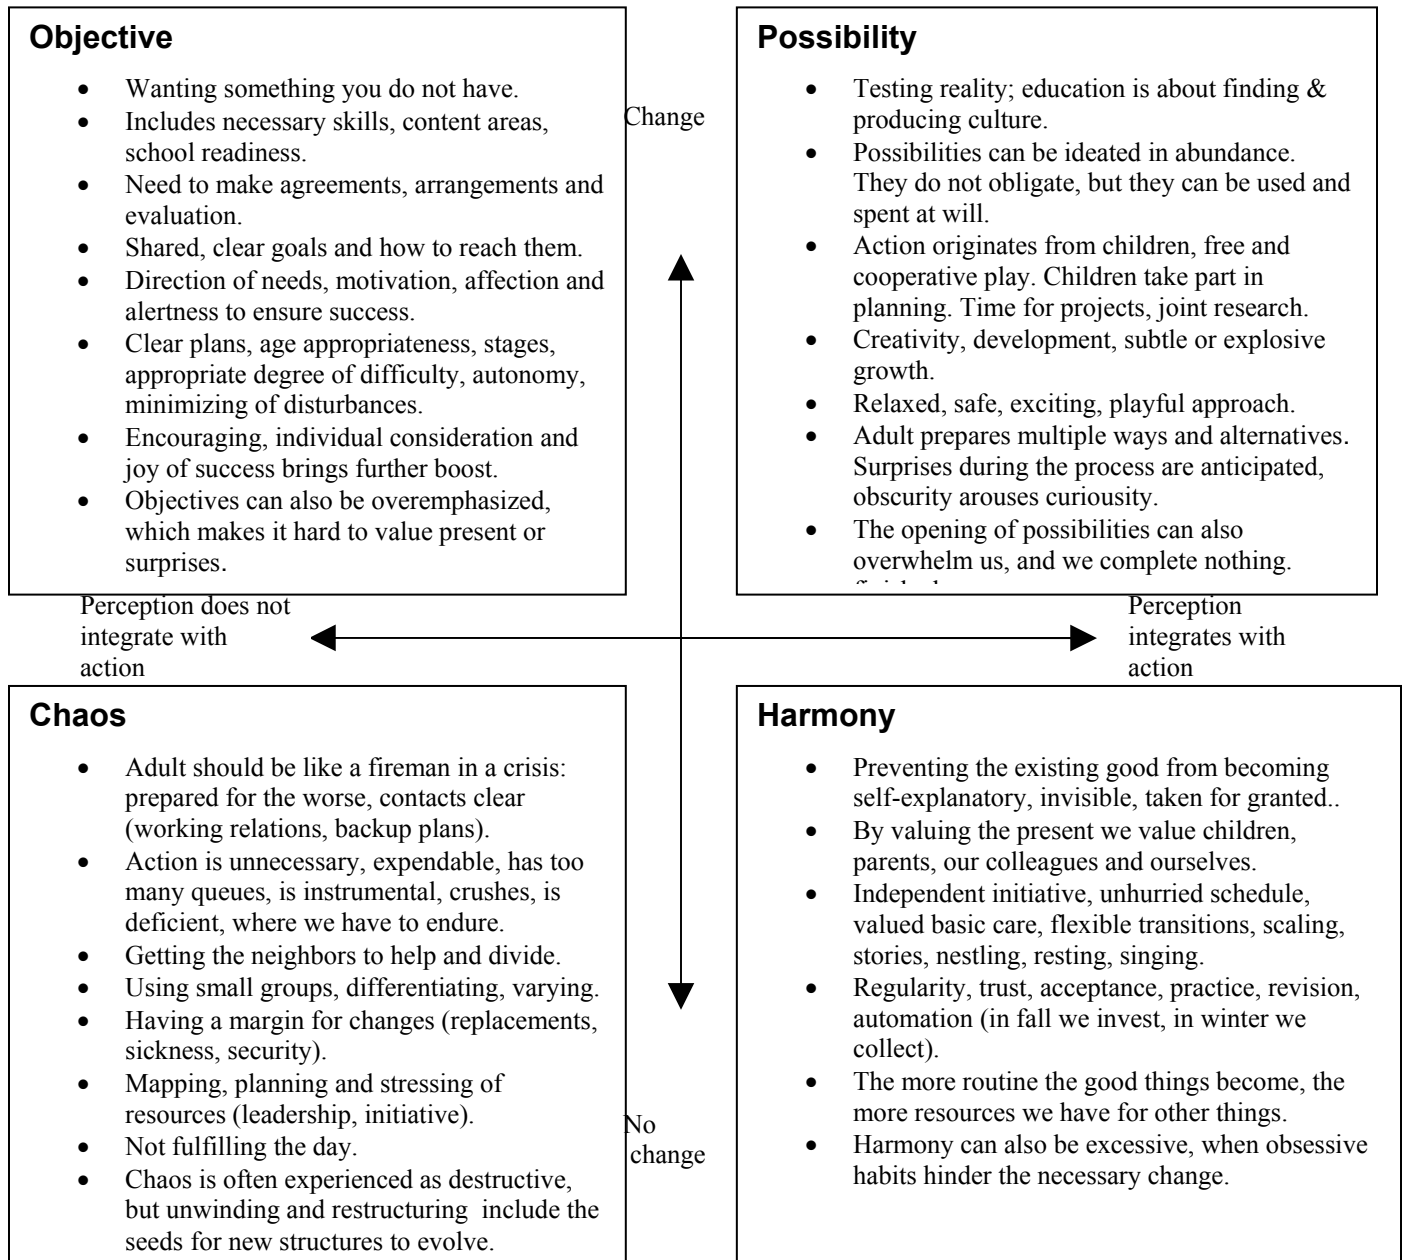 Objective
• Wanting something you do not have.
• Includes necessary skills, content areas,
school readiness.
• Need to make agreements, arrangements and
evaluation.
• Shared, clear goals and how to reach them.
• Direction of needs, motivation, affection and
alertness to ensure success.
• Clear plans, age appropriateness, stages,
appropriate degree of difficulty, autonomy,
minimizing of disturbances.
• Encouraging, individual consideration and
joy of success brings further boost.
• Objectives can also be overemphasized,
which makes it hard to value present or
surprises.
Change
Possibility
• Testing reality; education is about finding &
producing culture.
• Possibilities can be ideated in abundance.
They do not obligate, but they can be used and
spent at will.
• Action originates from children, free and
cooperative play. Children take part in
planning. Time for projects, joint research.
• Creativity, development, subtle or explosive
growth.
• Relaxed, safe, exciting, playful approach.
• Adult prepares multiple ways and alternatives.
Surprises during the process are anticipated,
obscurity arouses curiousity.
• The opening of possibilities can also
overwhelm us, and we complete nothing.
Perception does not
integrate with
action
Perception
integrates with
action
Chaos
• Adult should be like a fireman in a crisis:
prepared for the worse, contacts clear
(working relations, backup plans).
• Action is unnecessary, expendable, has too
many queues, is instrumental, crushes, is
deficient, where we have to endure.
• Getting the neighbors to help and divide.
• Using small groups, differentiating, varying.
• Having a margin for changes (replacements,
sickness, security).
• Mapping, planning and stressing of
resources (leadership, initiative).
• Not fulfilling the day.
• Chaos is often experienced as destructive,
but unwinding and restructuring include the
seeds for new structures to evolve.
No
change
Harmony
• Preventing the existing good from becoming
self-explanatory, invisible, taken for granted..
• By valuing the present we value children,
parents, our colleagues and ourselves.
• Independent initiative, unhurried schedule,
valued basic care, flexible transitions, scaling,
stories, nestling, resting, singing.
• Regularity, trust, acceptance, practice, revision,
automation (in fall we invest, in winter we
collect).
• The more routine the good things become, the
more resources we have for other things.
• Harmony can also be excessive, when obsessive
habits hinder the necessary change.